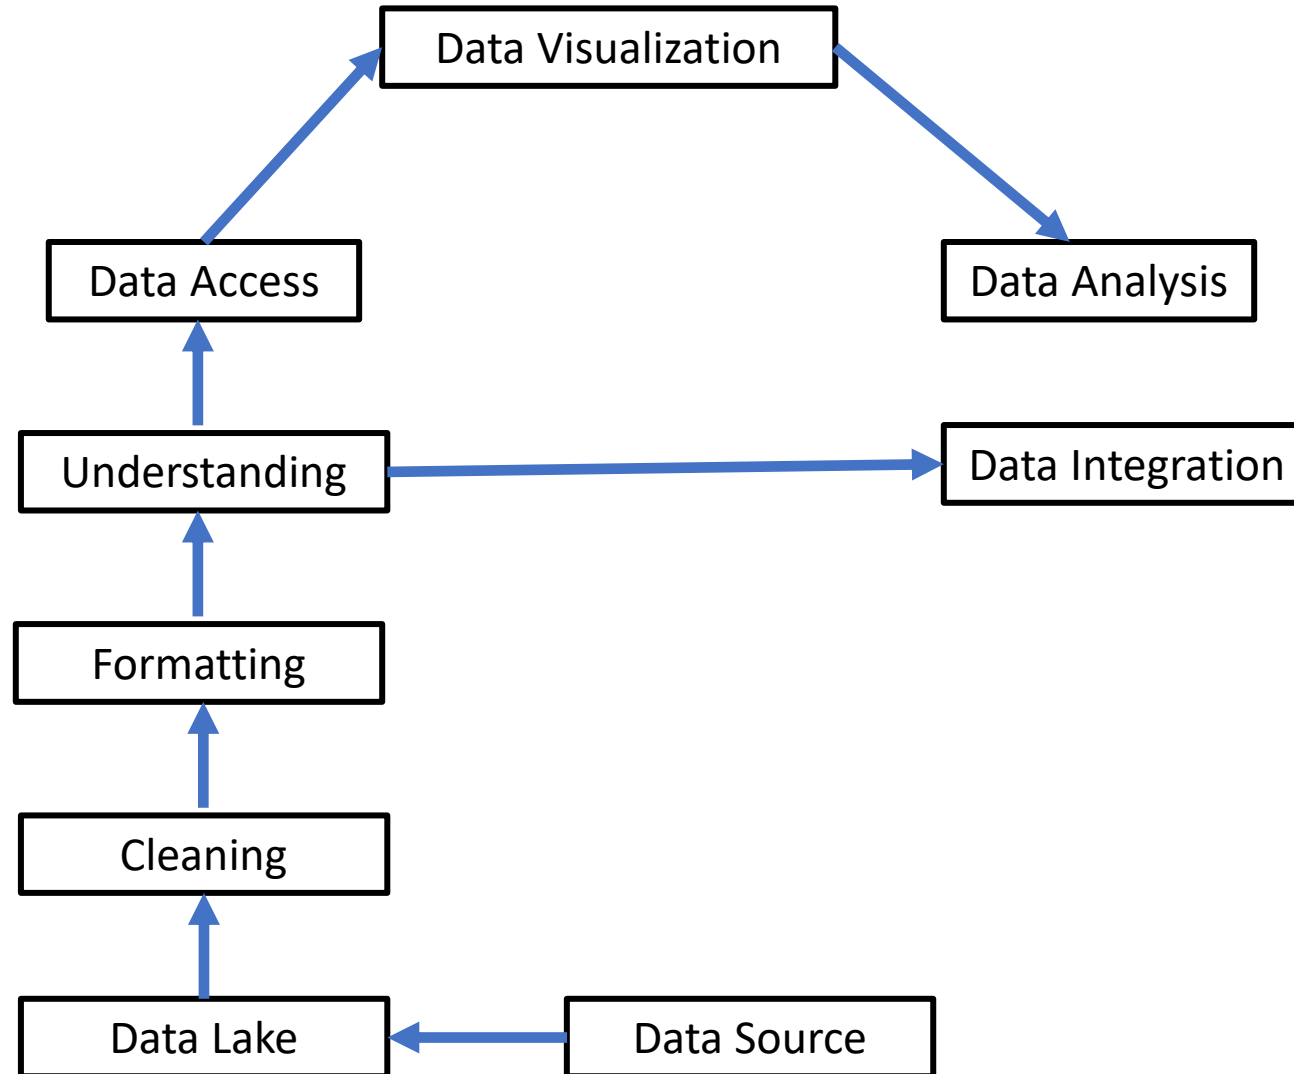 Data Visualization
Data Access
Data Analysis
Understanding
Data Integration
Formatting
Cleaning
Data Lake
Data Source